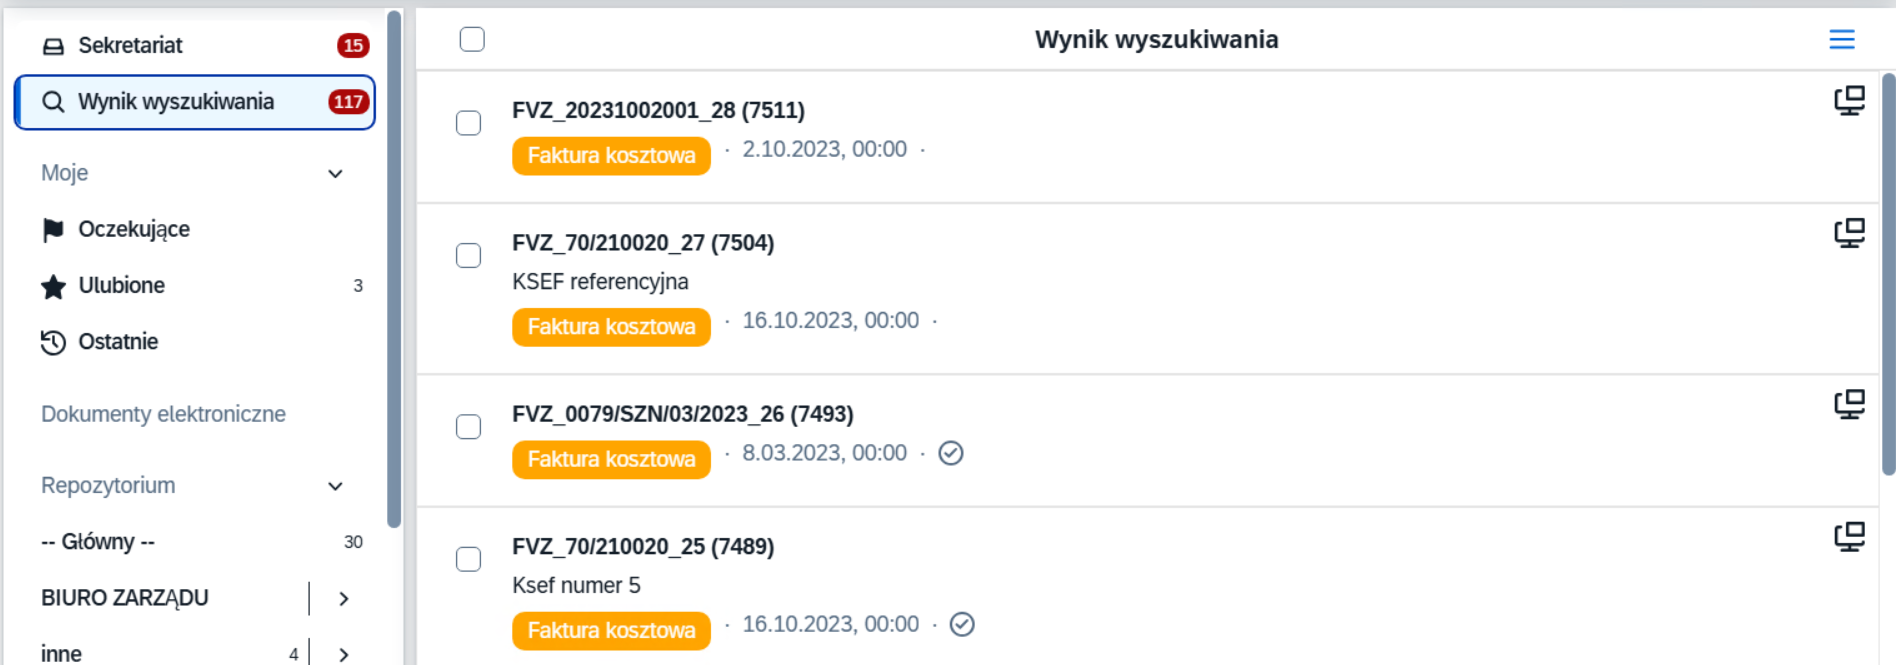 Sekretariat 15
Wynik wyszukiwania 117
Moje
Oczekujące
Ulubione 3
Ostatnie
Dokumenty elektroniczne
Repozytorium
-- Główny -- 30
BIURO ZARZĄDU
inne 4
Wynik wyszukiwania
FVZ_20231002001_28 (7511)
Faktura kosztowa · 2.10.2023, 00:00 ·
FVZ_70/210020_27 (7504)
KSEF referencyjna
Faktura kosztowa · 16.10.2023, 00:00 ·
FVZ_0079/SZN/03/2023_26 (7493)
Faktura kosztowa · 8.03.2023, 00:00 ·
FVZ_70/210020_25 (7489)
Ksef numer 5
Faktura kosztowa · 16.10.2023, 00:00 ·